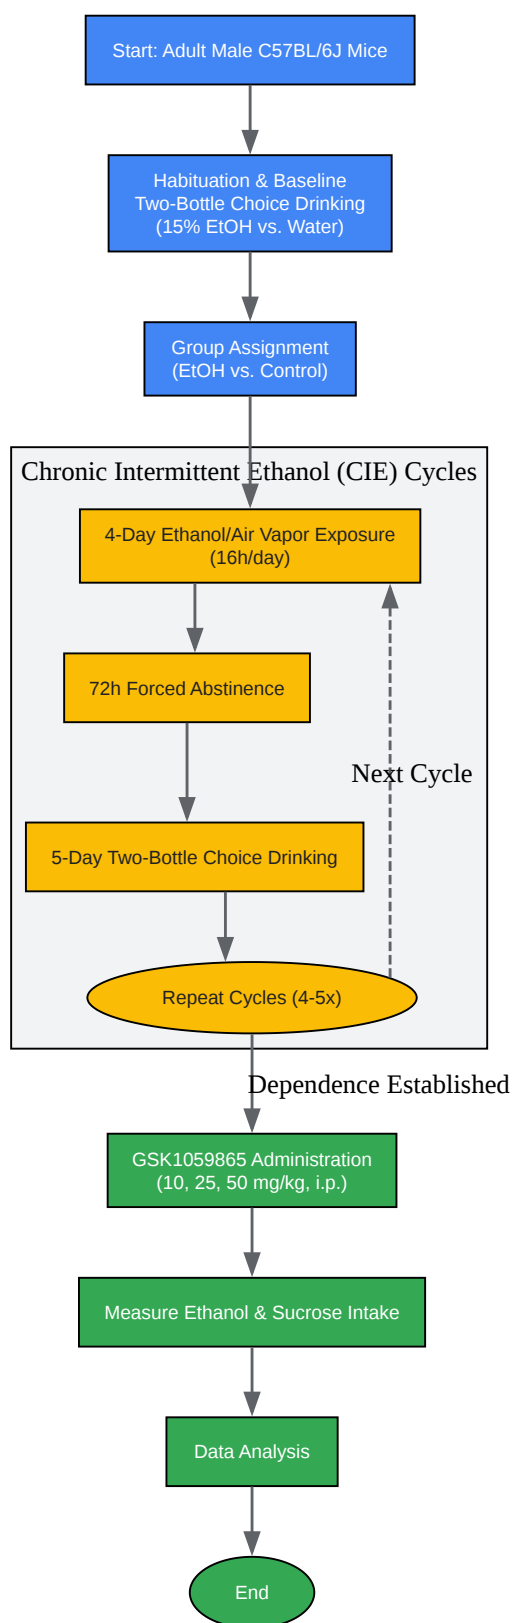 Start: Adult Male C57BL/6J Mice
Habituation & Baseline
Two-Bottle Choice Drinking
(15% EtOH vs. Water)
Group Assignment
(EtOH vs. Control)
Chronic Intermittent Ethanol (CIE) Cycles
4-Day Ethanol/Air Vapor Exposure
(16h/day)
72h Forced Abstinence
Next Cycle
5-Day Two-Bottle Choice Drinking
Repeat Cycles (4-5x)
Dependence Established
GSK1059865 Administration
(10, 25, 50 mg/kg, i.p.)
Measure Ethanol & Sucrose Intake
Data Analysis
End